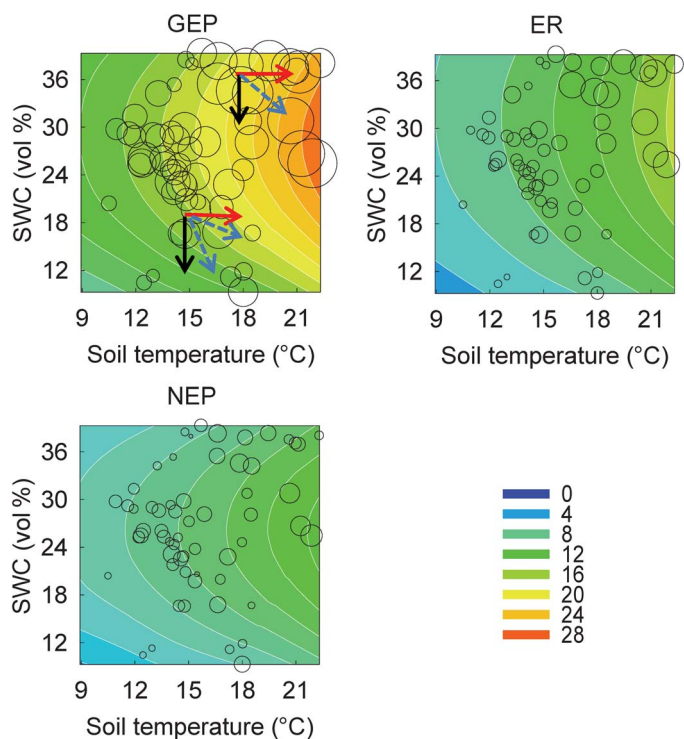 GEP
ER
36
30
24
18
12
SWC (vol %)
9 12 15 18 21
Soil temperature (°C)
36
30
24
18
12
SWC (vol %)
9 12 15 18 21
Soil temperature (°C)
NEP
36
30
24
18
12
SWC (vol %)
9 12 15 18 21
Soil temperature (°C)
0
4
8
12
16
20
24
28